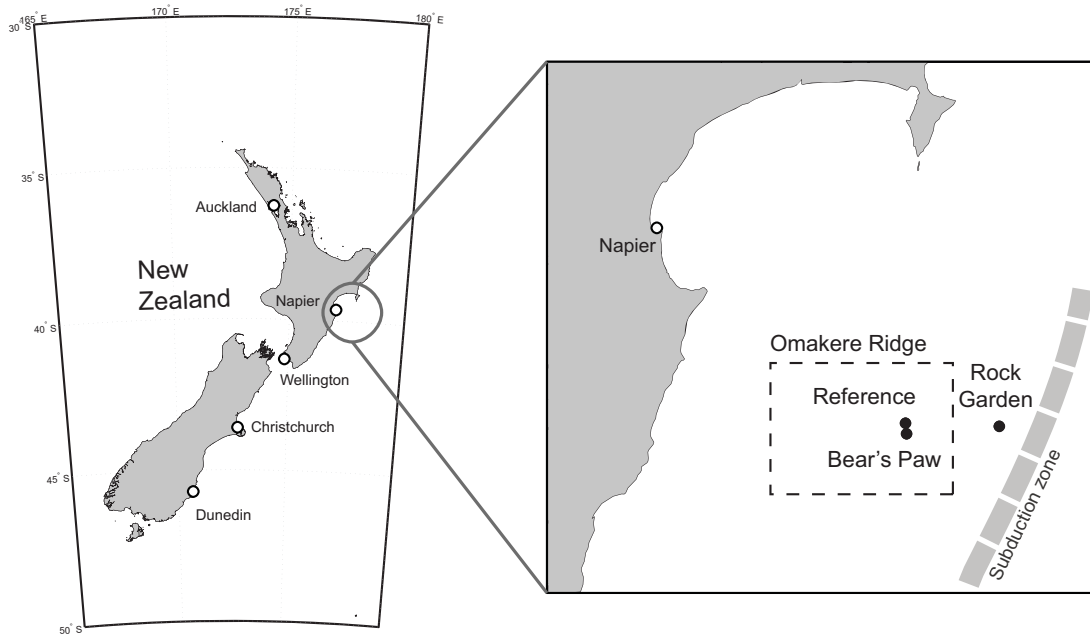 165° E
170° E
180° E
30° S
35° S
Auckland
New
Zealand
Napier
40° S
Wellington
Christchurch
45° S
Dunedin
50° S
175° E
Napier
Omakere Ridge
Reference
Bear's Paw
Rock
Garden
Subduction zone